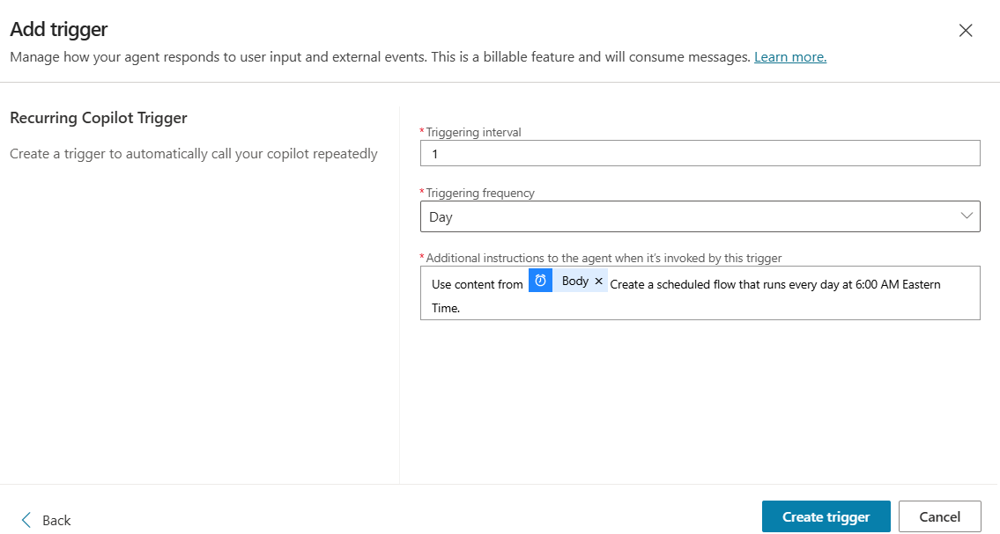 Add trigger
Manage how your agent responds to user input and external events. This is a billable feature and will consume messages. Learn more.
Recurring Copilot Trigger
Create a trigger to automatically call your copilot repeatedly
*Triggering interval
1
*Triggering frequency
Day
*Additional instructions to the agent when it's invoked by this trigger
Use content from Body × Create a scheduled flow that runs every day at 6:00 AM Eastern
Time.
Back
Create trigger
Cancel